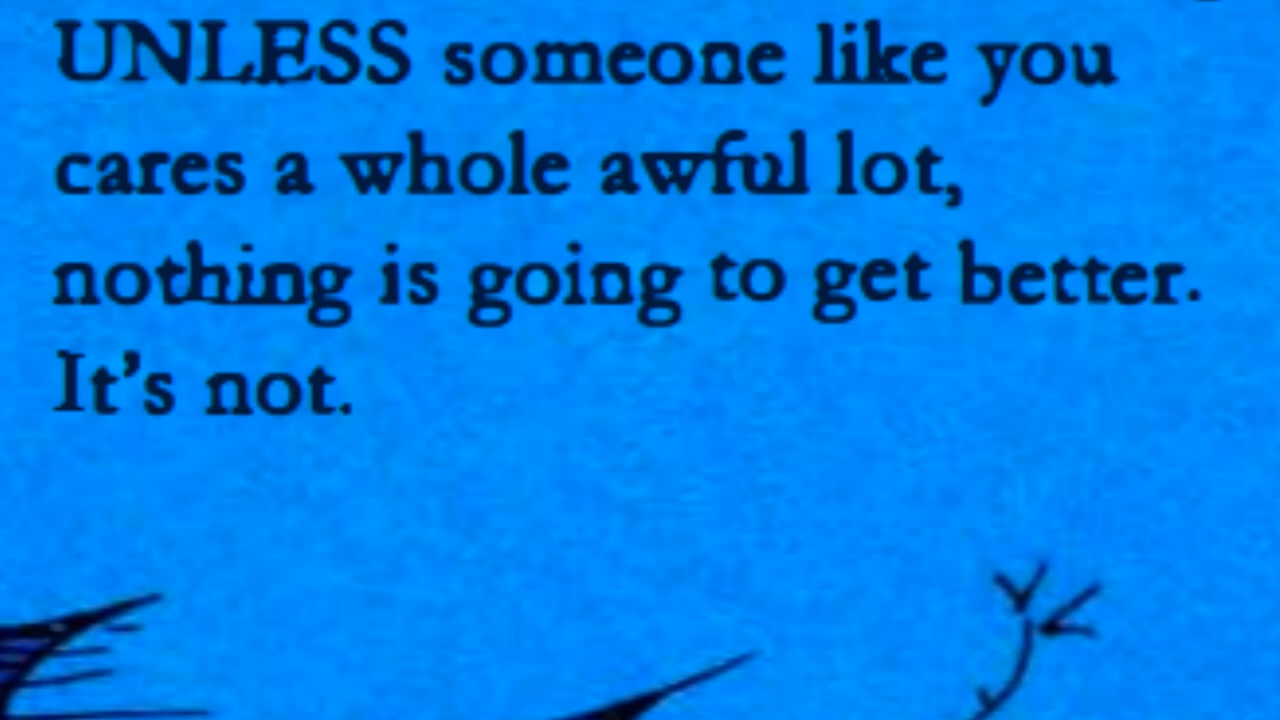 UNLESS someone like you
cares a whole awful lot,
nothing is going to get better.
It's not.